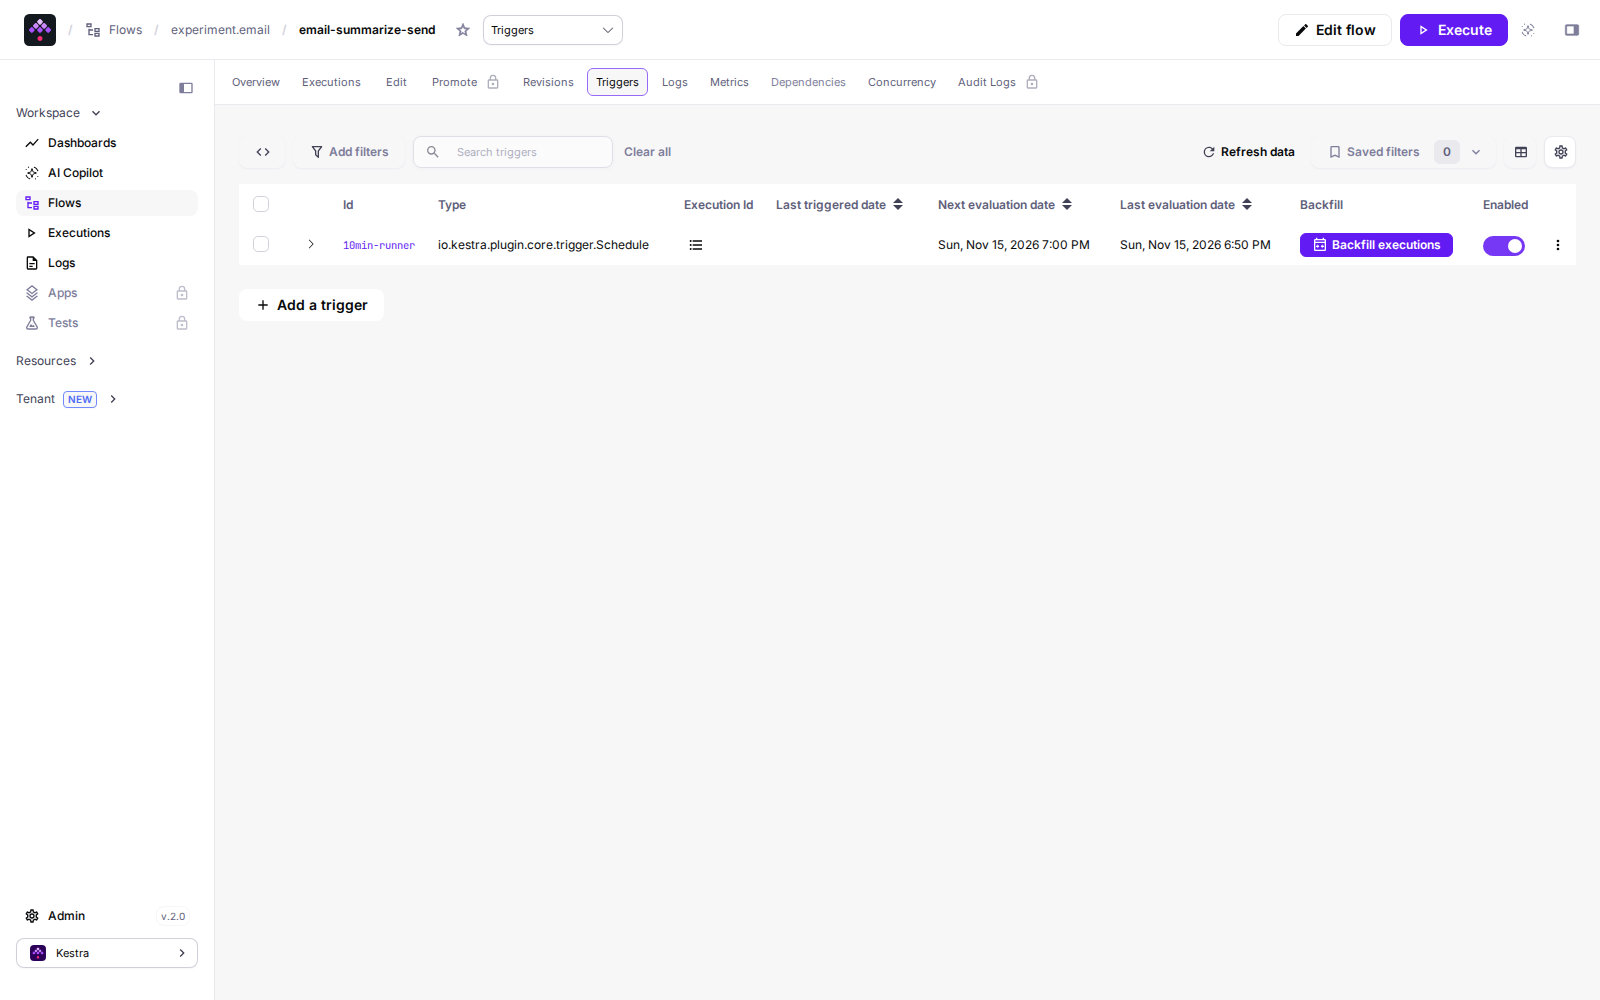 / Flows / experiment.email / email-summarize-send Triggers Edit flow Execute
Overview Executions Edit Promote Revisions Triggers Logs Metrics Dependencies Concurrency Audit Logs
Workspace
Dashboards
AI Copilot
Flows
Executions
Logs
Apps
Tests
Resources
Tenant NEW
Admin v.2.0
Kestra
Add filters Search triggers Clear all Refresh data Saved filters 0
Id Type Execution Id Last triggered date Next evaluation date Last evaluation date Backfill Enabled
10min-runner io.kestra.plugin.core.trigger.Schedule Sun, Nov 15, 2026 7:00 PM Sun, Nov 15, 2026 6:50 PM Backfill executions
Add a trigger